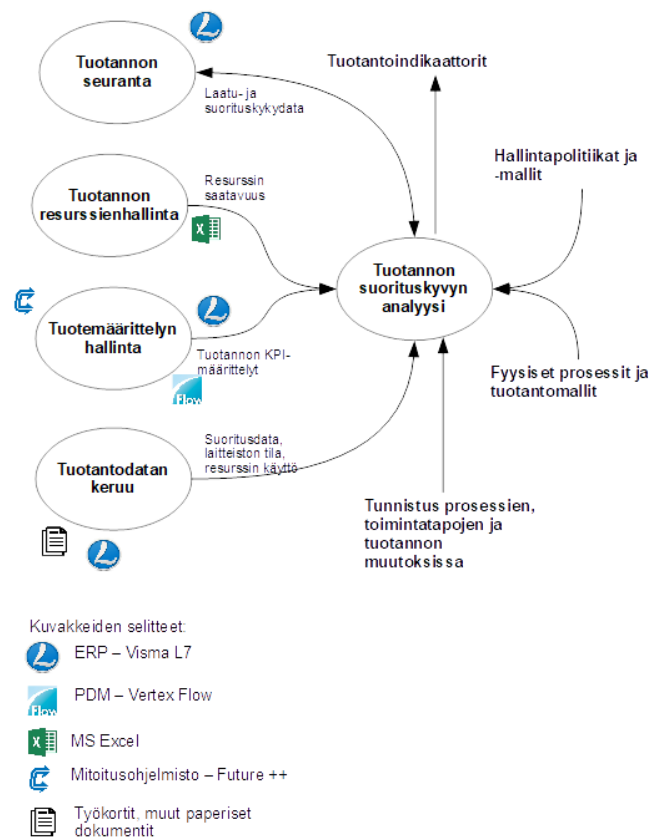 Tuotannon
seuranta
Laatu- ja
suorituskykydata
Tuotantoindikaattorit
Hallintapolitiikat ja
-mallit
Tuotannon
resurssienhallinta
Resurssin
saatavuus
Tuotannon
suorituskyvyn
analyysi
Tuotemäärittelyn
hallinta
Tuotannon KPI-
määrittelyt
Flow
Fyysiset prosessit ja
tuotantomallit
Tuotantodatan
keruu
Suoritusdata,
laitteiston tila,
resurssin käyttö
Tunnistus prosessien,
toimintatapojen ja
tuotannon
muutoksissa
Kuvakkeiden selitteet:
ERP – Visma L7
Flow
PDM – Vertex Flow
MS Excel
Mitoitusohjelmisto – Future ++
Työkortit, muut paperiset
dokumentit